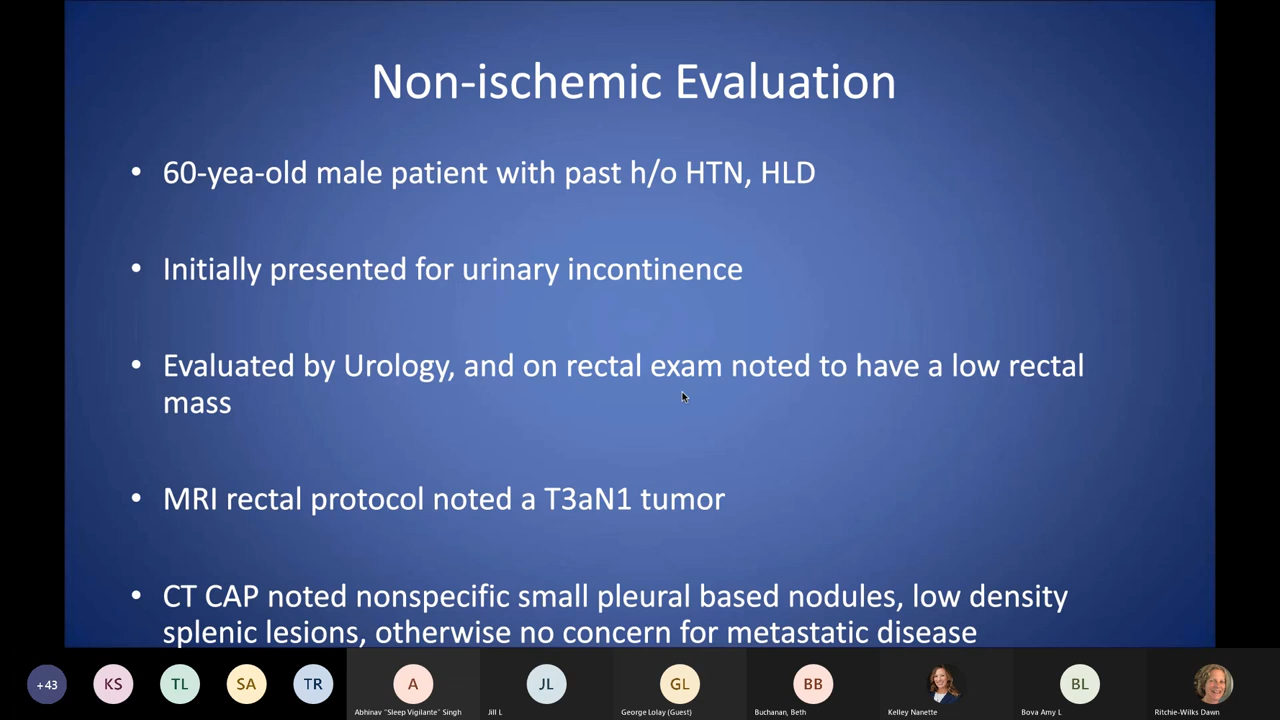 Non-ischemic Evaluation
• 60-yea-old male patient with past h/o HTN, HLD
• Initially presented for urinary incontinence
• Evaluated by Urology, and on rectal exam noted to have a low rectal
mass
• MRI rectal protocol noted a T3aN1 tumor
• CT CAP noted nonspecific small pleural based nodules, low density
splenic lesions, otherwise no concern for metastatic disease
+43
KS
TL
SA
TR
A
JL
GL
BB
BL
Abhinav "Sleep Vigilante" Singh
Jill L
George Lolay (Guest)
Buchanan, Beth
Kelley Nanette
Bova Amy L
Ritchie-Wilks Dawn